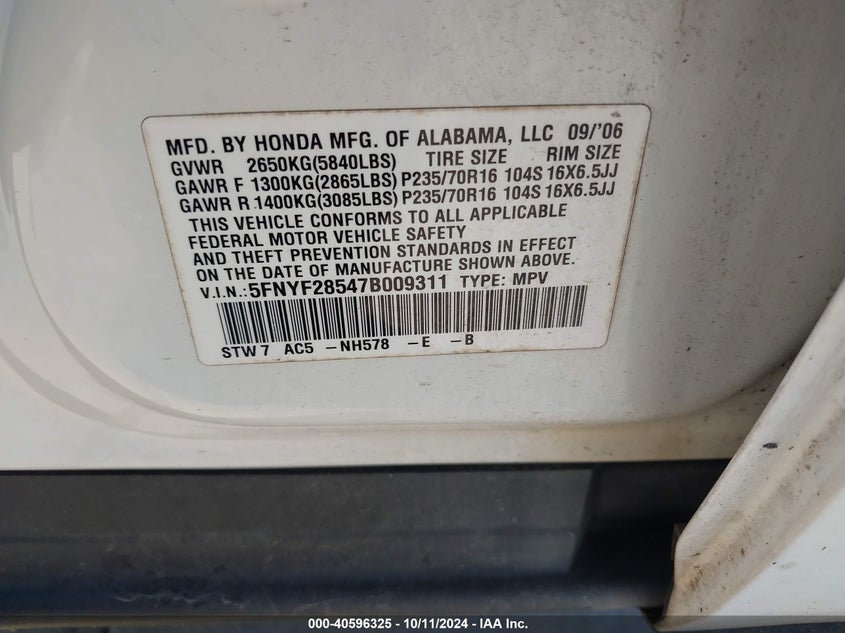 MFD. BY HONDA MFG. OF ALABAMA, LLC 09/'06
GVWR 2650KG(5840LBS) TIRE SIZE RIM SIZE
GAWR F 1300KG(2865LBS) P235/70R16 104S 16X6.5JJ
GAWR R 1400KG(3085LBS) P235/70R16 104S 16X6.5JJ
THIS VEHICLE CONFORMS TO ALL APPLICABLE
FEDERAL MOTOR VEHICLE SAFETY
AND THEFT PREVENTION STANDARDS IN EFFECT
ON THE DATE OF MANUFACTURE SHOWN ABOVE.
V.I.N.: 5FNYF28547B009311 TYPE: MPV
STW7 AC5 -NH578 -E -B
000-40596325 - 10/11/2024 - IAA Inc.